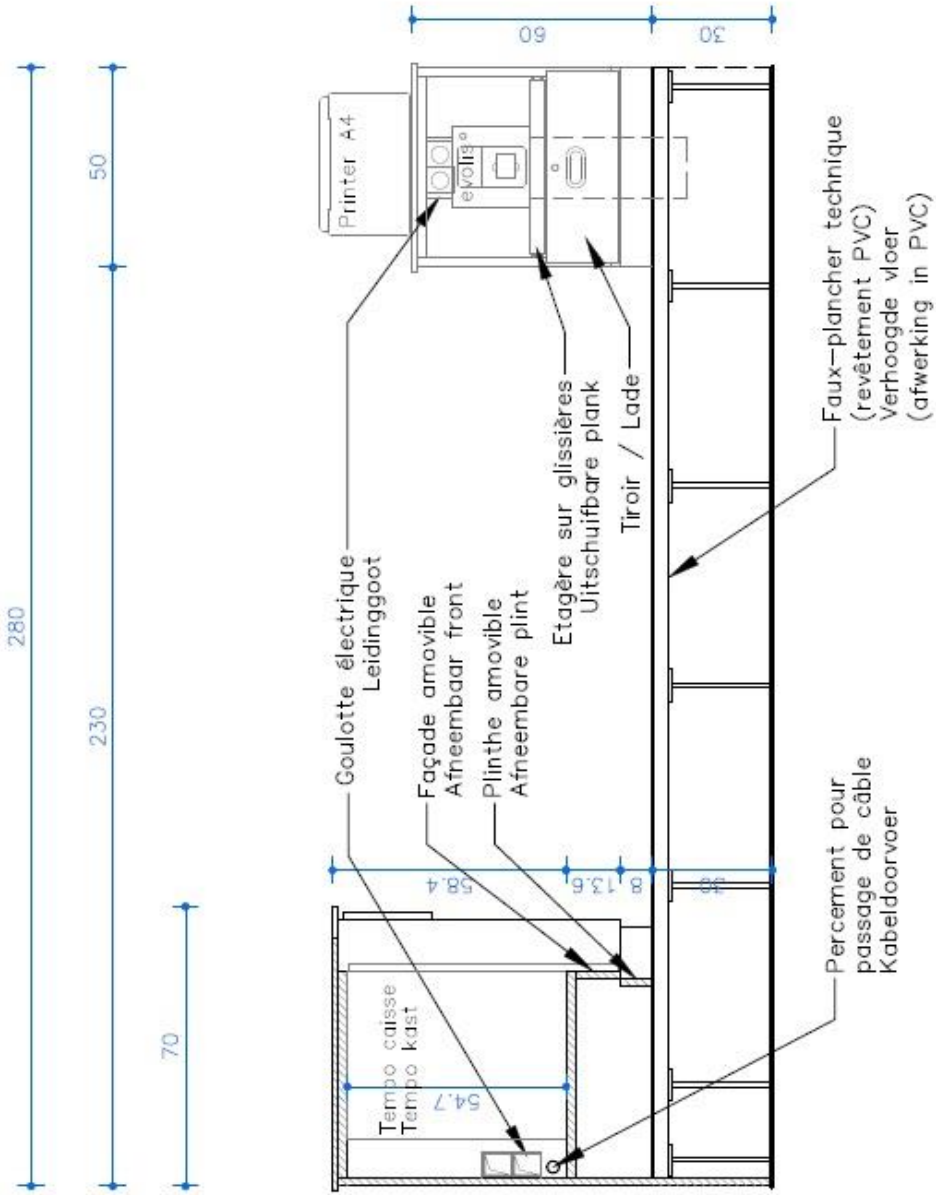 280
230
50
70
60
30
58.4
13.6
8
30
54.7
Printer A4
evolis
Tempo caisse
Tempo kast
Goulotte électrique
Leidinggoot
Façade amovible
Afneembaar front
Plinthe amovible
Afneembare plint
Etagère sur glissières
Uitschuifbare plank
Tiroir / Lade
Percement pour
passage de câble
Kabeldoorvoer
Faux-plancher technique
(revêtement PVC)
Verhoogde vloer
(afwerking in PVC)